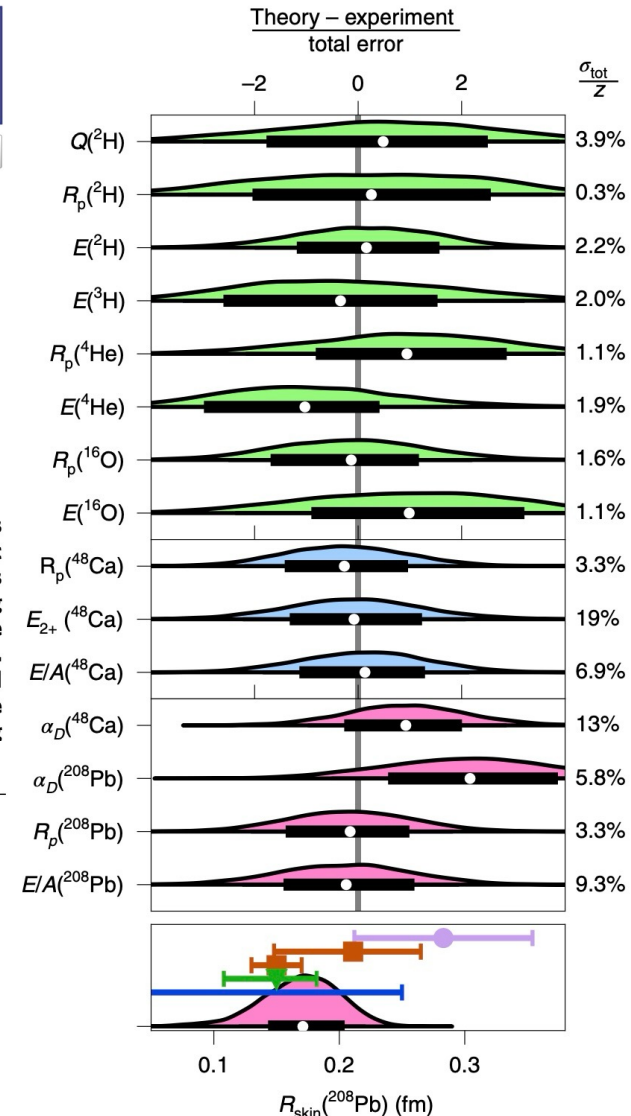 Theory – experiment
total error
σtot
z
−2 0 2
Q(²H) 3.9%
Rp(²H) 0.3%
E(²H) 2.2%
E(³H) 2.0%
Rp(⁴He) 1.1%
E(⁴He) 1.9%
Rp(¹⁶O) 1.6%
E(¹⁶O) 1.1%
Rp(⁴⁸Ca) 3.3%
E2+ (⁴⁸Ca) 19%
E/A(⁴⁸Ca) 6.9%
αD(⁴⁸Ca) 13%
αD(²⁰⁸Pb) 5.8%
Rp(²⁰⁸Pb) 3.3%
E/A(²⁰⁸Pb) 9.3%
0.1 0.2 0.3
Rskin(²⁰⁸Pb) (fm)